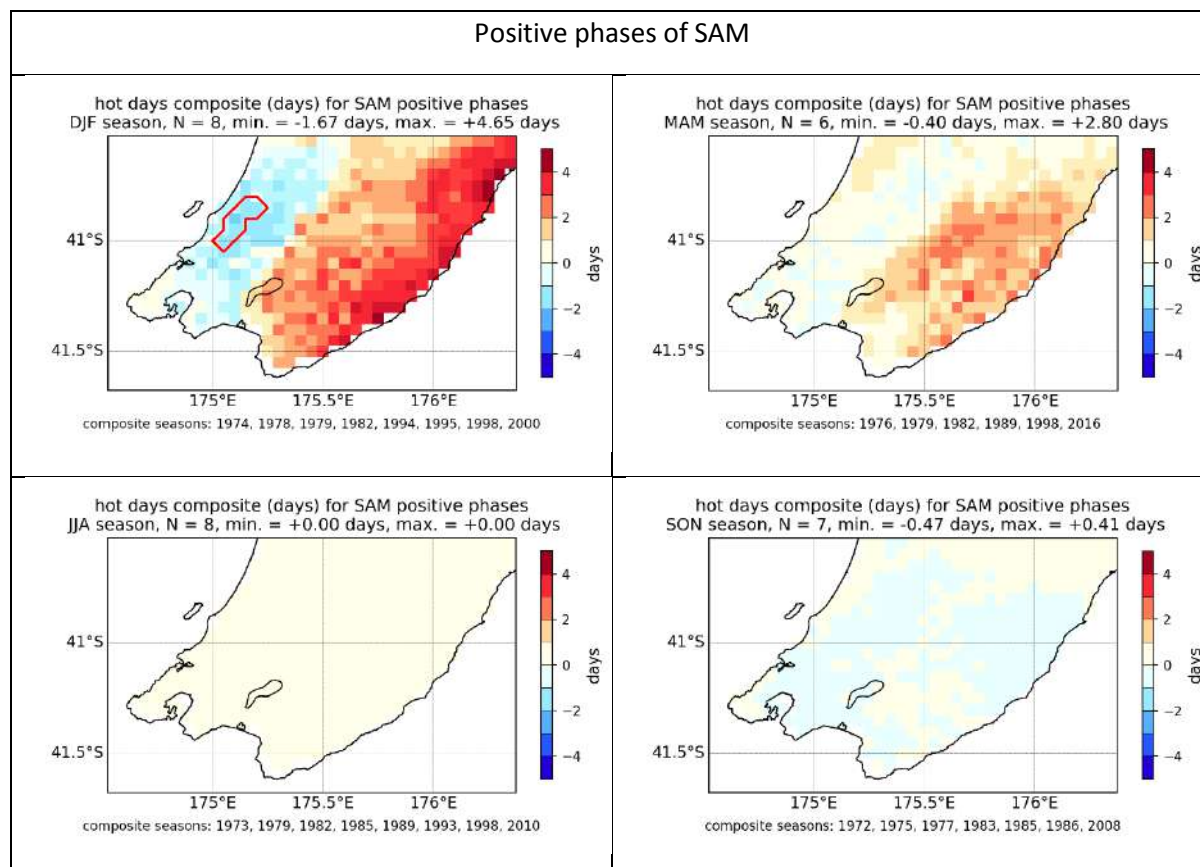 Positive phases of SAM
hot days composite (days) for SAM positive phases
DJF season, N = 8, min. = -1.67 days, max. = +4.65 days
41°S
41.5°S
175°E 175.5°E 176°E
4
2
0
−2
−4
days
composite seasons: 1974, 1978, 1979, 1982, 1994, 1995, 1998, 2000
hot days composite (days) for SAM positive phases
MAM season, N = 6, min. = -0.40 days, max. = +2.80 days
41°S
41.5°S
175°E 175.5°E 176°E
4
2
0
−2
−4
days
composite seasons: 1976, 1979, 1982, 1989, 1998, 2016
hot days composite (days) for SAM positive phases
JJA season, N = 8, min. = +0.00 days, max. = +0.00 days
41°S
41.5°S
175°E 175.5°E 176°E
4
2
0
−2
−4
days
composite seasons: 1973, 1979, 1982, 1985, 1989, 1993, 1998, 2010
hot days composite (days) for SAM positive phases
SON season, N = 7, min. = -0.47 days, max. = +0.41 days
41°S
41.5°S
175°E 175.5°E 176°E
4
2
0
−2
−4
days
composite seasons: 1972, 1975, 1977, 1983, 1985, 1986, 2008